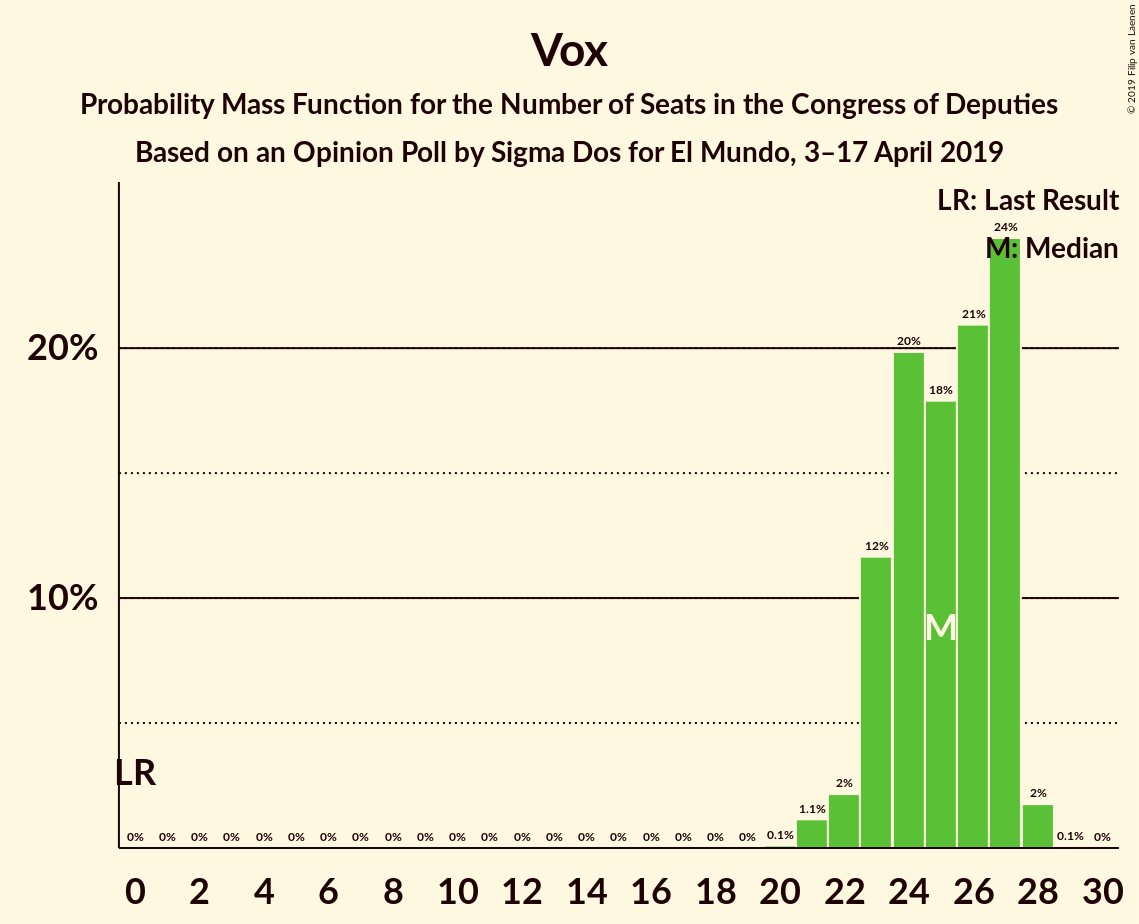 Vox
Probability Mass Function for the Number of Seats in the Congress of Deputies
Based on an Opinion Poll by Sigma Dos for El Mundo, 3–17 April 2019
© 2019 Filip van Laenen
LR: Last Result
M: Median
24%
21%
20%
20%
18%
12%
10%
M
LR
0% 0% 0% 0% 0% 0% 0% 0% 0% 0% 0% 0% 0% 0% 0% 0% 0% 0% 0% 0% 0.1% 1.1% 2% 2% 0.1% 0%
0 2 4 6 8 10 12 14 16 18 20 22 24 26 28 30